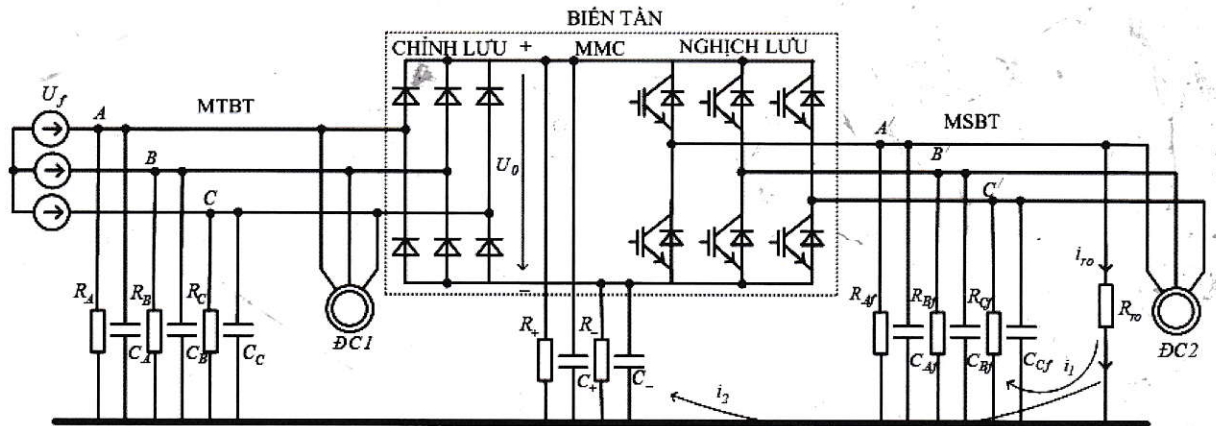 BIẾN TẦN
CHỈNH LƯU + MMC NGHỊCH LƯU
U_f A MTBT
B
C
U_0
A' MSBT
B'
C'
−
i_ro
R_A R_B R_C
C_A C_B C_C
ĐC1
R_+ R_−
C_+ C_−
i_2
R_Af R_Bf R_Cf
C_Af C_Bf C_Cf
i_1
R_ro
ĐC2